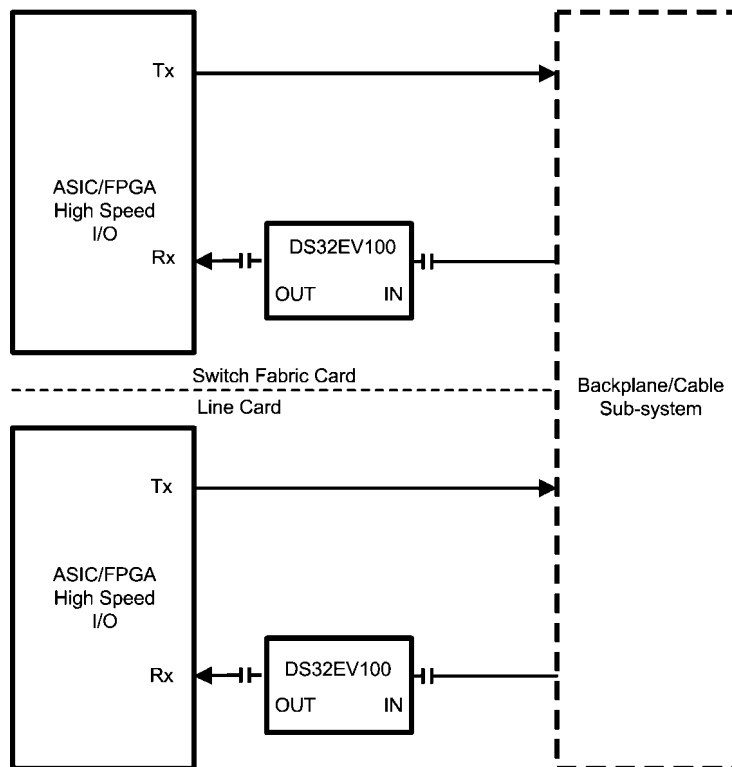 Tx
ASIC/FPGA
High Speed
I/O
Rx
DS32EV100
OUT IN
Switch Fabric Card
Line Card
Backplane/Cable
Sub-system
Tx
ASIC/FPGA
High Speed
I/O
Rx
DS32EV100
OUT IN